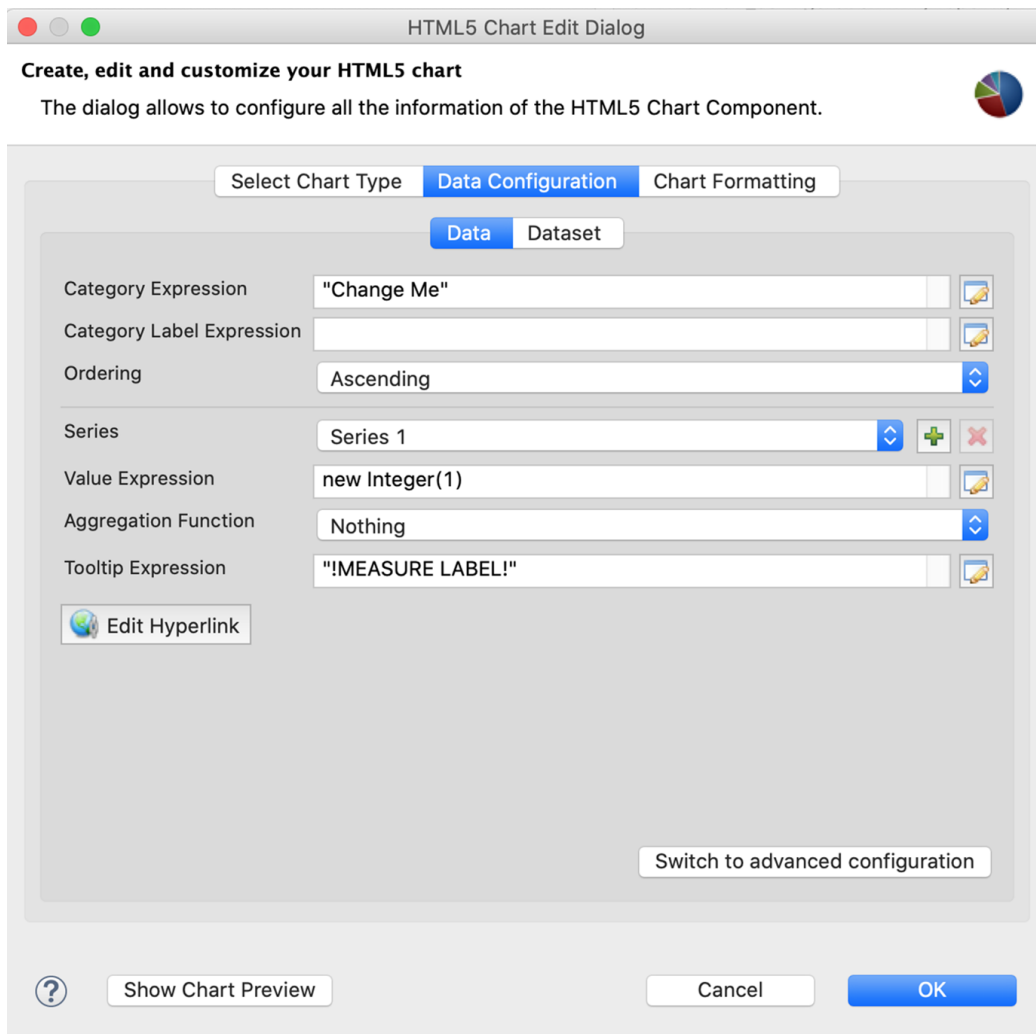 HTML5 Chart Edit Dialog
Create, edit and customize your HTML5 chart
The dialog allows to configure all the information of the HTML5 Chart Component.
Select Chart Type Data Configuration Chart Formatting
Data Dataset
Category Expression "Change Me"
Category Label Expression
Ordering Ascending
Series Series 1
Value Expression new Integer(1)
Aggregation Function Nothing
Tooltip Expression "!MEASURE LABEL!"
Edit Hyperlink
Switch to advanced configuration
? Show Chart Preview Cancel OK